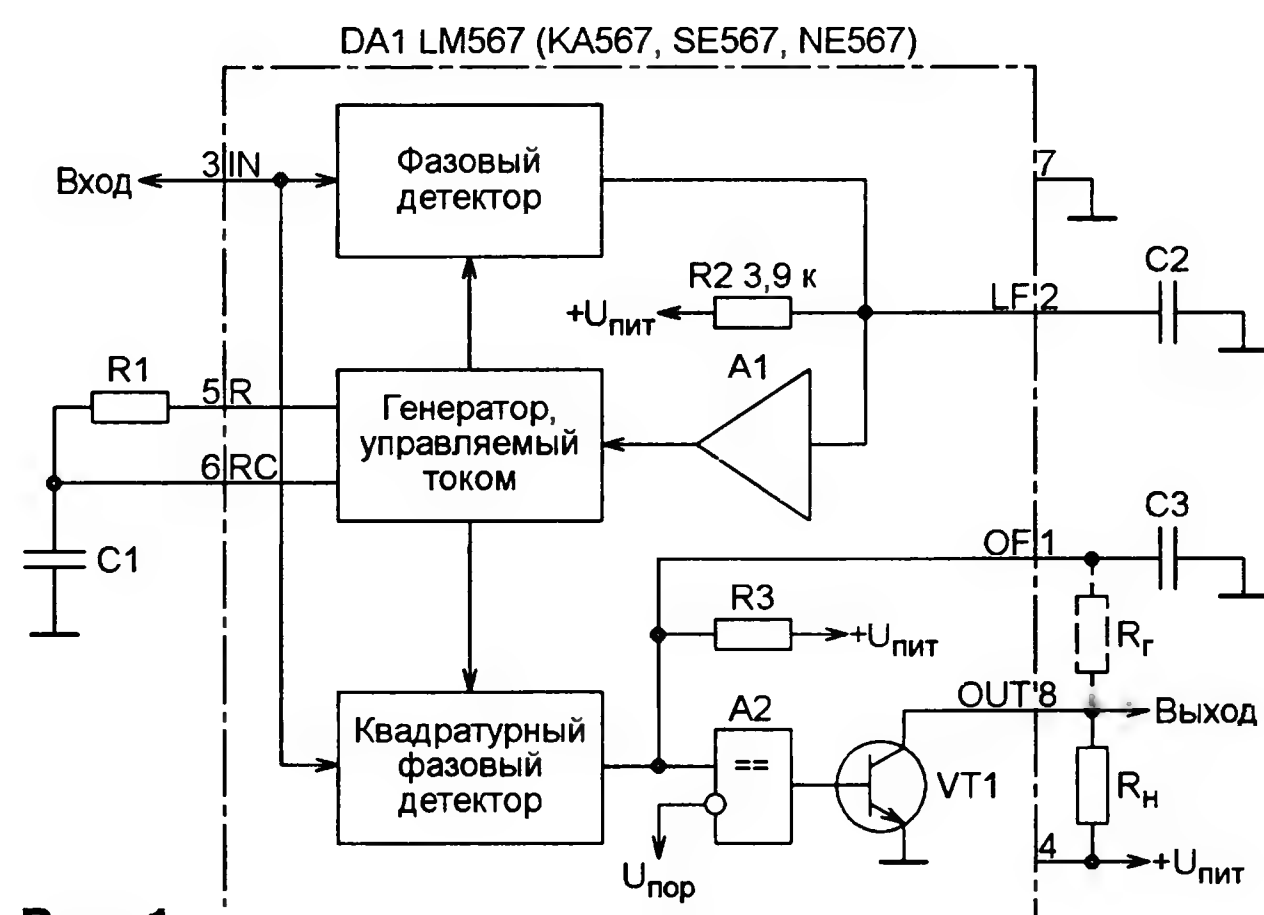 DA1 LM567 (KA567, SE567, NE567)
Фазовый
детектор
Вход
3 IN
7
R2 3,9 к
+Uпит
LF 2
C2
A1
R1
5 R
6 RC
Генератор,
управляемый
током
C1
OF 1
C3
R3
+Uпит
Rг
OUT 8
Выход
A2
==
VT1
Rн
Квадратурный
фазовый
детектор
Uпор
4
+Uпит